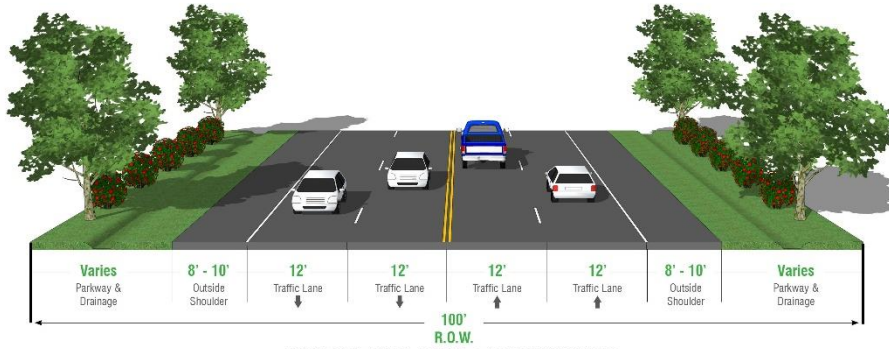 Varies 8' - 10' 12' 12' 12' 12' 8' - 10' Varies
Parkway & Outside Traffic Lane Traffic Lane Traffic Lane Traffic Lane Outside Parkway &
Drainage Shoulder Shoulder Drainage
100'
R.O.W.